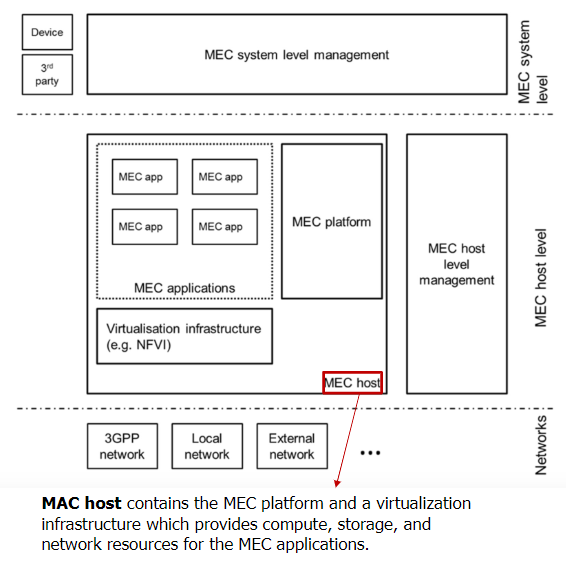 Device
3rd
party
MEC system level management
MEC system
level
MEC app
MEC app
MEC app
MEC app
MEC applications
MEC platform
Virtualisation infrastructure
(e.g. NFVI)
MEC host
MEC host
level
management
MEC host level
3GPP
network
Local
network
External
network
...
Networks
MAC host contains the MEC platform and a virtualization
infrastructure which provides compute, storage, and
network resources for the MEC applications.